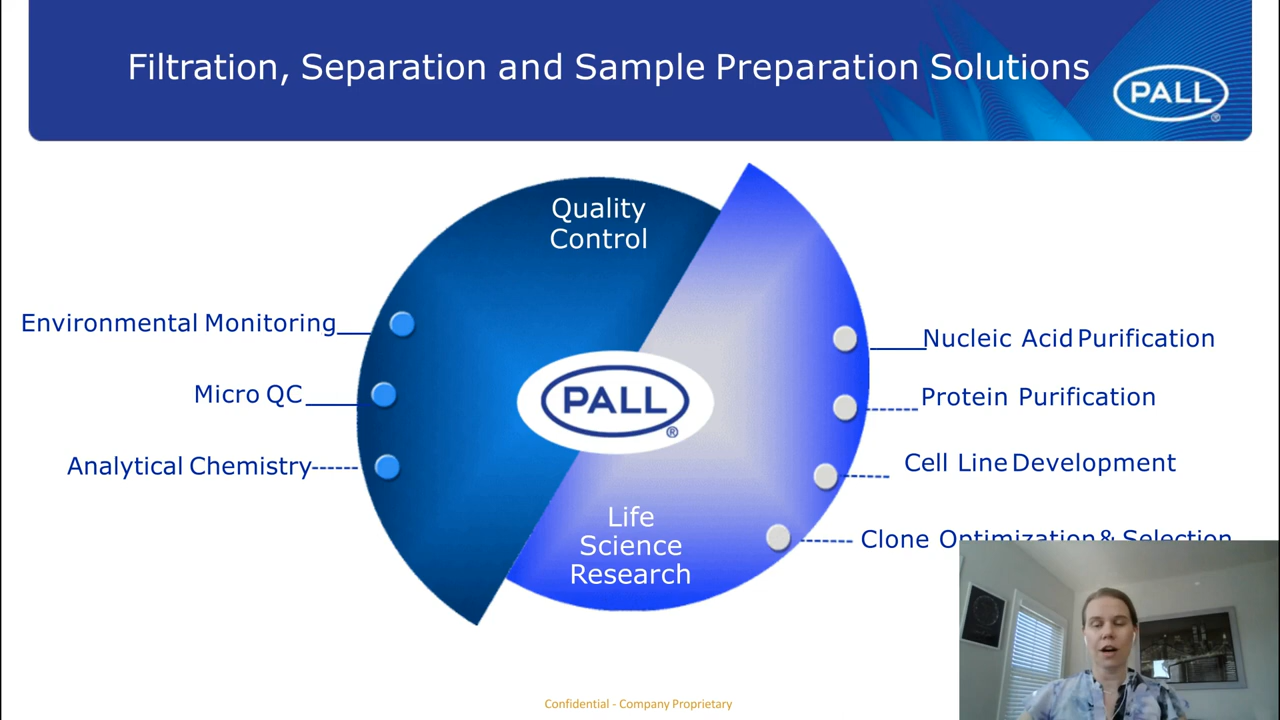 Filtration, Separation and Sample Preparation Solutions
PALL
®
Quality
Control
Environmental Monitoring
Micro QC
Analytical Chemistry
Nucleic Acid Purification
Protein Purification
Cell Line Development
Clone Optimization & Selection
PALL
®
Life
Science
Research
Confidential - Company Proprietary